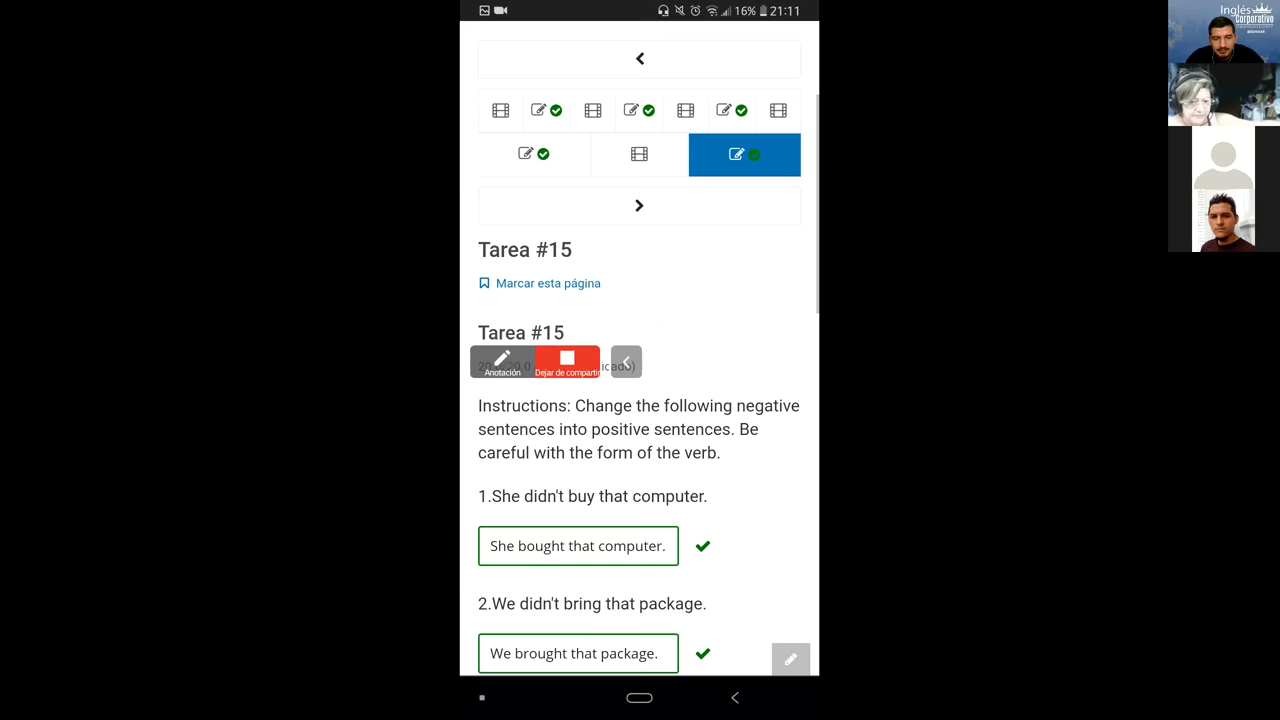 16% 21:11
Inglés
Corporativo
Tarea #15
Marcar esta página
Tarea #15
Anotación
Dejar de compartir
Instructions: Change the following negative
sentences into positive sentences. Be
careful with the form of the verb.
1.She didn't buy that computer.
She bought that computer.
2.We didn't bring that package.
We brought that package.